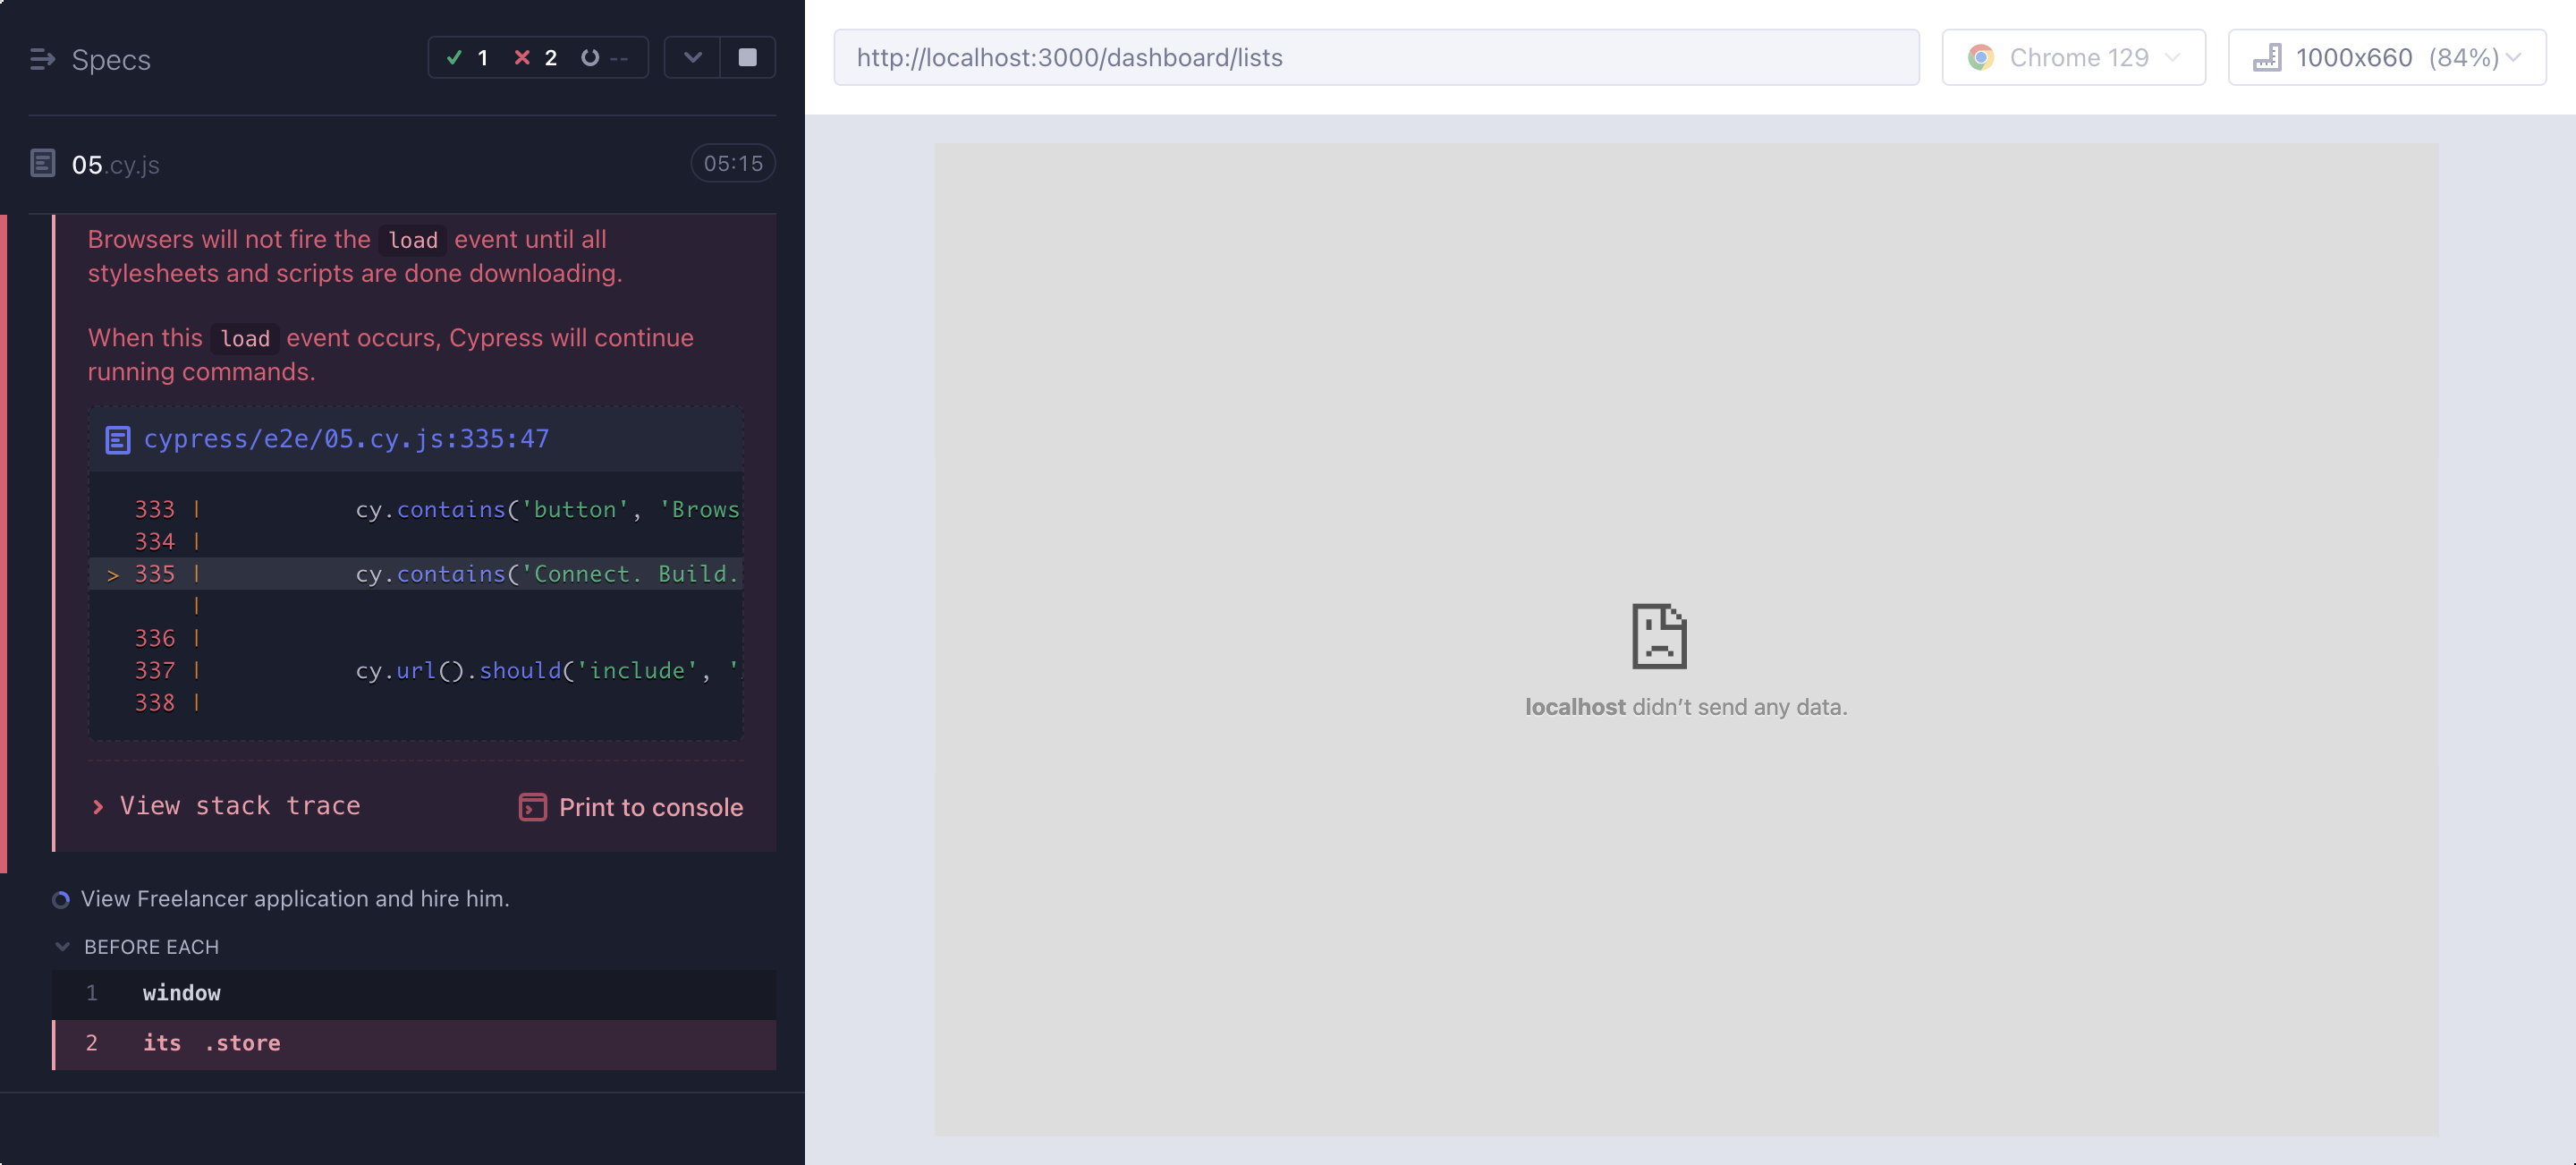 Specs
1 2 --
05.cy.js
05:15
Browsers will not fire the load event until all
stylesheets and scripts are done downloading.
When this load event occurs, Cypress will continue
running commands.
cypress/e2e/05.cy.js:335:47
333 | cy.contains('button', 'Brows
334 |
> 335 | cy.contains('Connect. Build.
|
336 |
337 | cy.url().should('include', '
338 |
View stack trace
Print to console
View Freelancer application and hire him.
BEFORE EACH
1 window
2 its .store
http://localhost:3000/dashboard/lists
Chrome 129
1000x660 (84%)
localhost didn’t send any data.